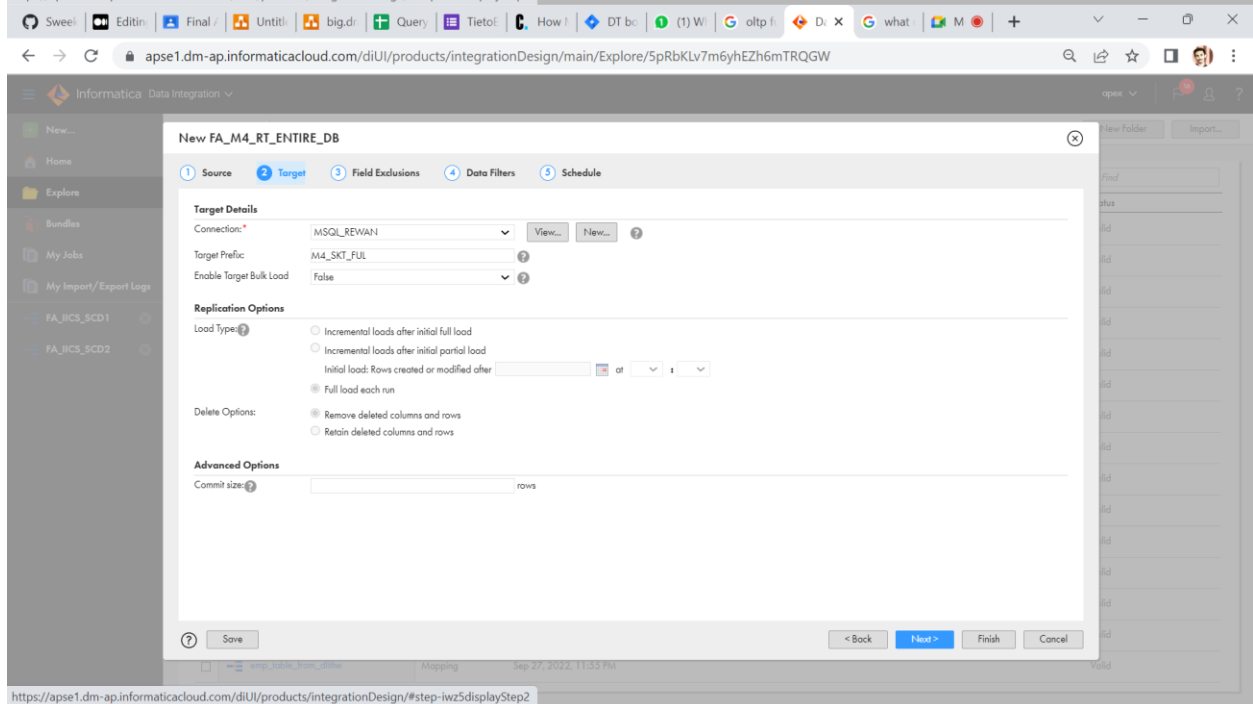 Sweek Editin Final / Untitl big.dr Query TietoE How DT bo (1) W oltp f Da × what M +
apse1.dm-ap.informaticacloud.com/diUI/products/integrationDesign/main/Explore/5pRbKLv7m6yhEZh6mTRQGW
Informatica Data Integration apex ?
New... New Folder Import...
New FA_M4_RT_ENTIRE_DB
Home
1 Source 2 Target 3 Field Exclusions 4 Data Filters 5 Schedule
Find
Explore
Target Details
Bundles
Connection:* MSQL_REWAN View... New... ?
My Jobs
Target Prefix: M4_SKT_FUL ?
Enable Target Bulk Load False ?
My Import/Export Logs
Replication Options
FA_IICS_SCD1
Load Type: ? Incremental loads after initial full load
FA_IICS_SCD2
Incremental loads after initial partial load
Initial load: Rows created or modified after at :
Full load each run
Delete Options: Remove deleted columns and rows
Retain deleted columns and rows
Advanced Options
Commit size: ? rows
? Save < Back Next > Finish Cancel
emp_table_from_dbthe Mapping Sep 27, 2022, 11:55 PM Valid
https://apse1.dm-ap.informaticacloud.com/diUI/products/integrationDesign/#step-iwz5displayStep2